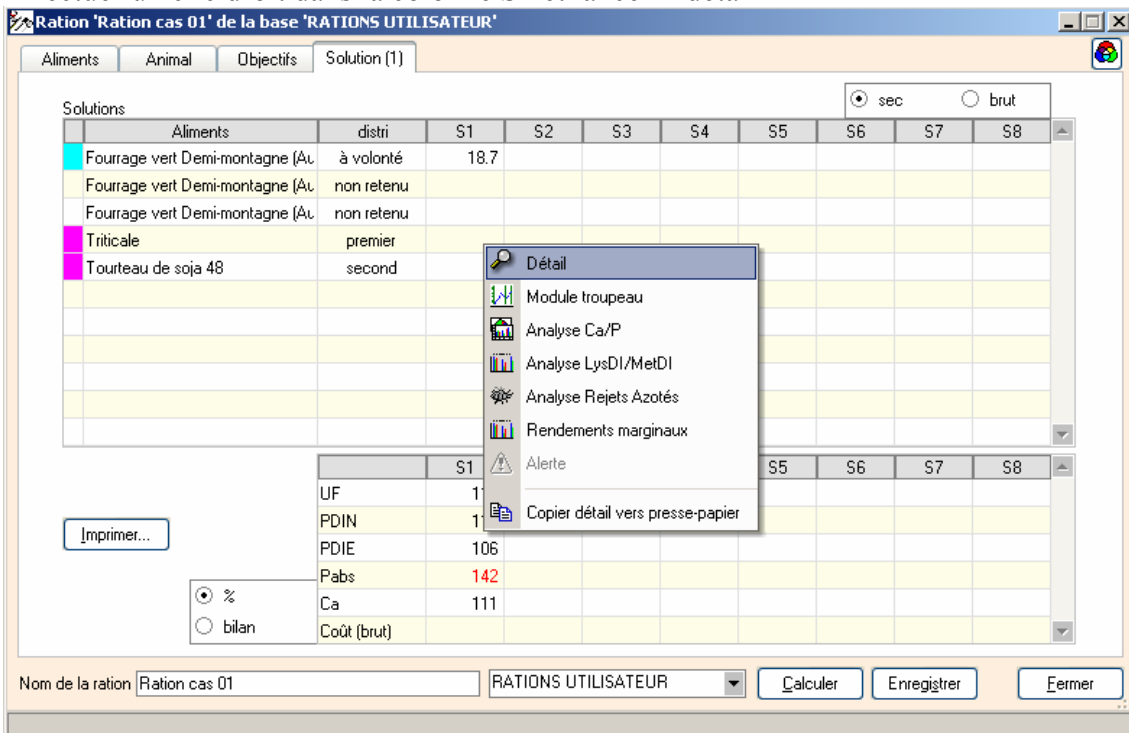 Ration 'Ration cas 01' de la base 'RATIONS UTILISATEUR'
Aliments Animal Objectifs Solution (1)
sec brut
Solutions
Aliments distri S1 S2 S3 S4 S5 S6 S7 S8
Fourrage vert Demi-montagne (Au à volonté 18.7
Fourrage vert Demi-montagne (Au non retenu
Fourrage vert Demi-montagne (Au non retenu
Triticale premier
Tourteau de soja 48 second
Détail
Module troupeau
Analyse Ca/P
Analyse LysDI/MetDI
Analyse Rejets Azotés
Rendements marginaux
Alerte
Copier détail vers presse-papier
S1 S5 S6 S7 S8
UF
PDIN
PDIE 106
Pabs 142
Ca 111
Coût (brut)
Imprimer...
%
bilan
Nom de la ration Ration cas 01 RATIONS UTILISATEUR Calculer Enregistrer Fermer